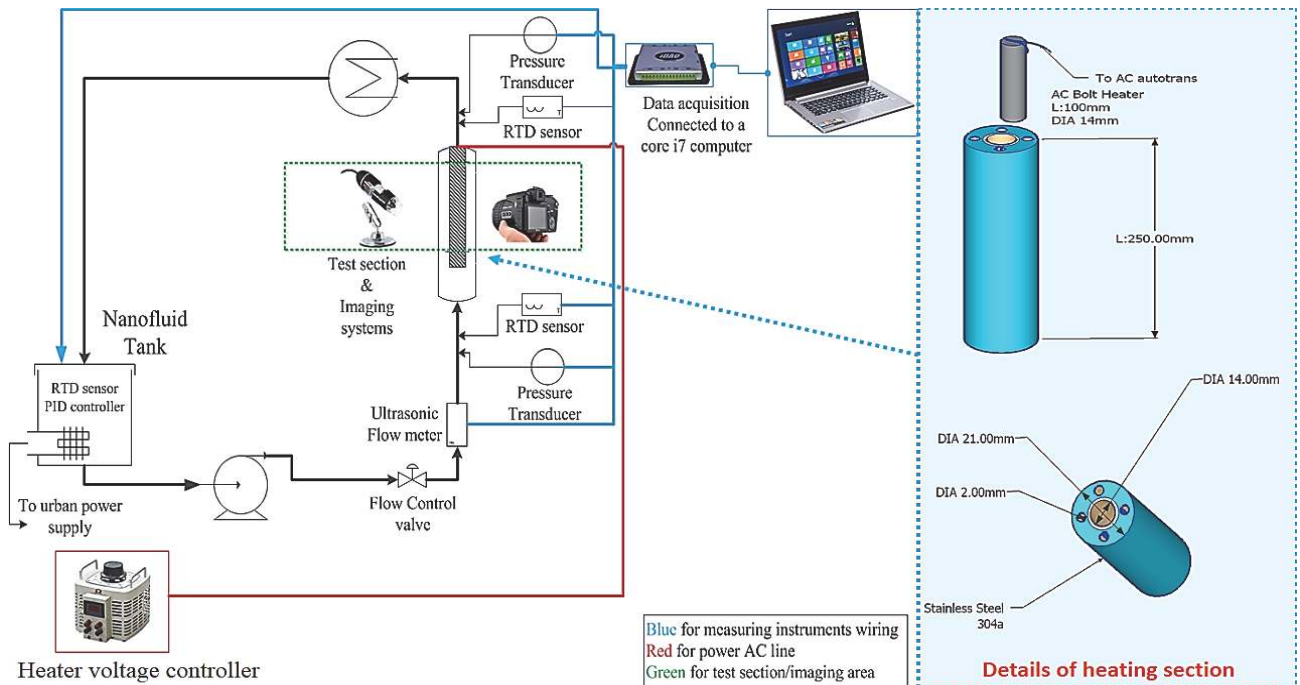 Pressure
Transducer
RTD sensor
Data acquisition
Connected to a
core i7 computer
Test section
&
Imaging
systems
RTD sensor
Pressure
Transducer
Nanofluid
Tank
RTD sensor
PID controller
Ultrasonic
Flow meter
To urban power
supply
Flow Control
valve
Heater voltage controller
Blue for measuring instruments wiring
Red for power AC line
Green for test section/imaging area
To AC autotrans
AC Bolt Heater
L:100mm
DIA 14mm
L:250.00mm
DIA 14.00mm
DIA 21.00mm
DIA 2.00mm
Stainless Steel
304a
Details of heating section